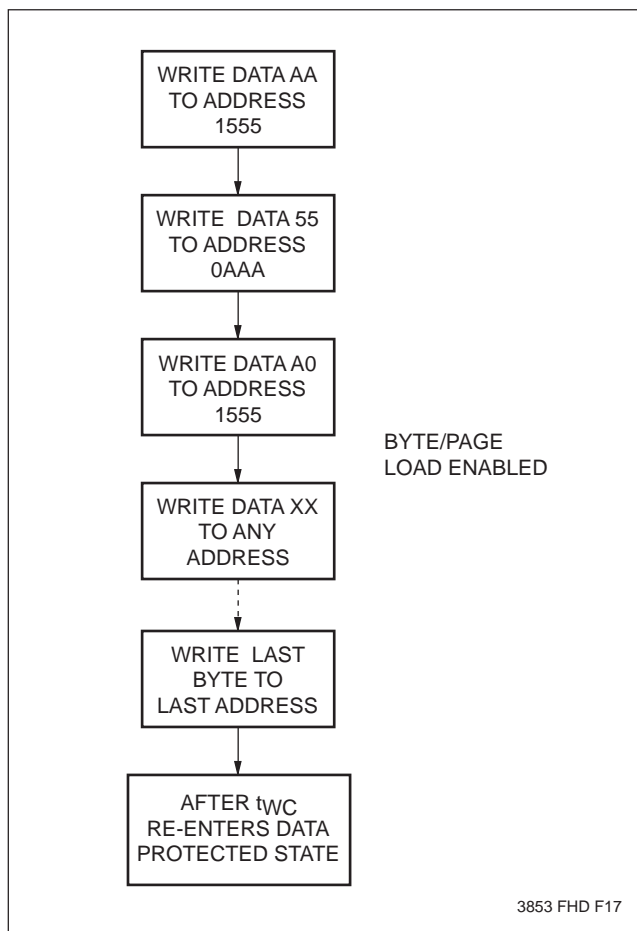 WRITE DATA AA
TO ADDRESS
1555
WRITE DATA 55
TO ADDRESS
0AAA
WRITE DATA A0
TO ADDRESS
1555
BYTE/PAGE
LOAD ENABLED
WRITE DATA XX
TO ANY
ADDRESS
WRITE LAST
BYTE TO
LAST ADDRESS
AFTER tWC
RE-ENTERS DATA
PROTECTED STATE
3853 FHD F17